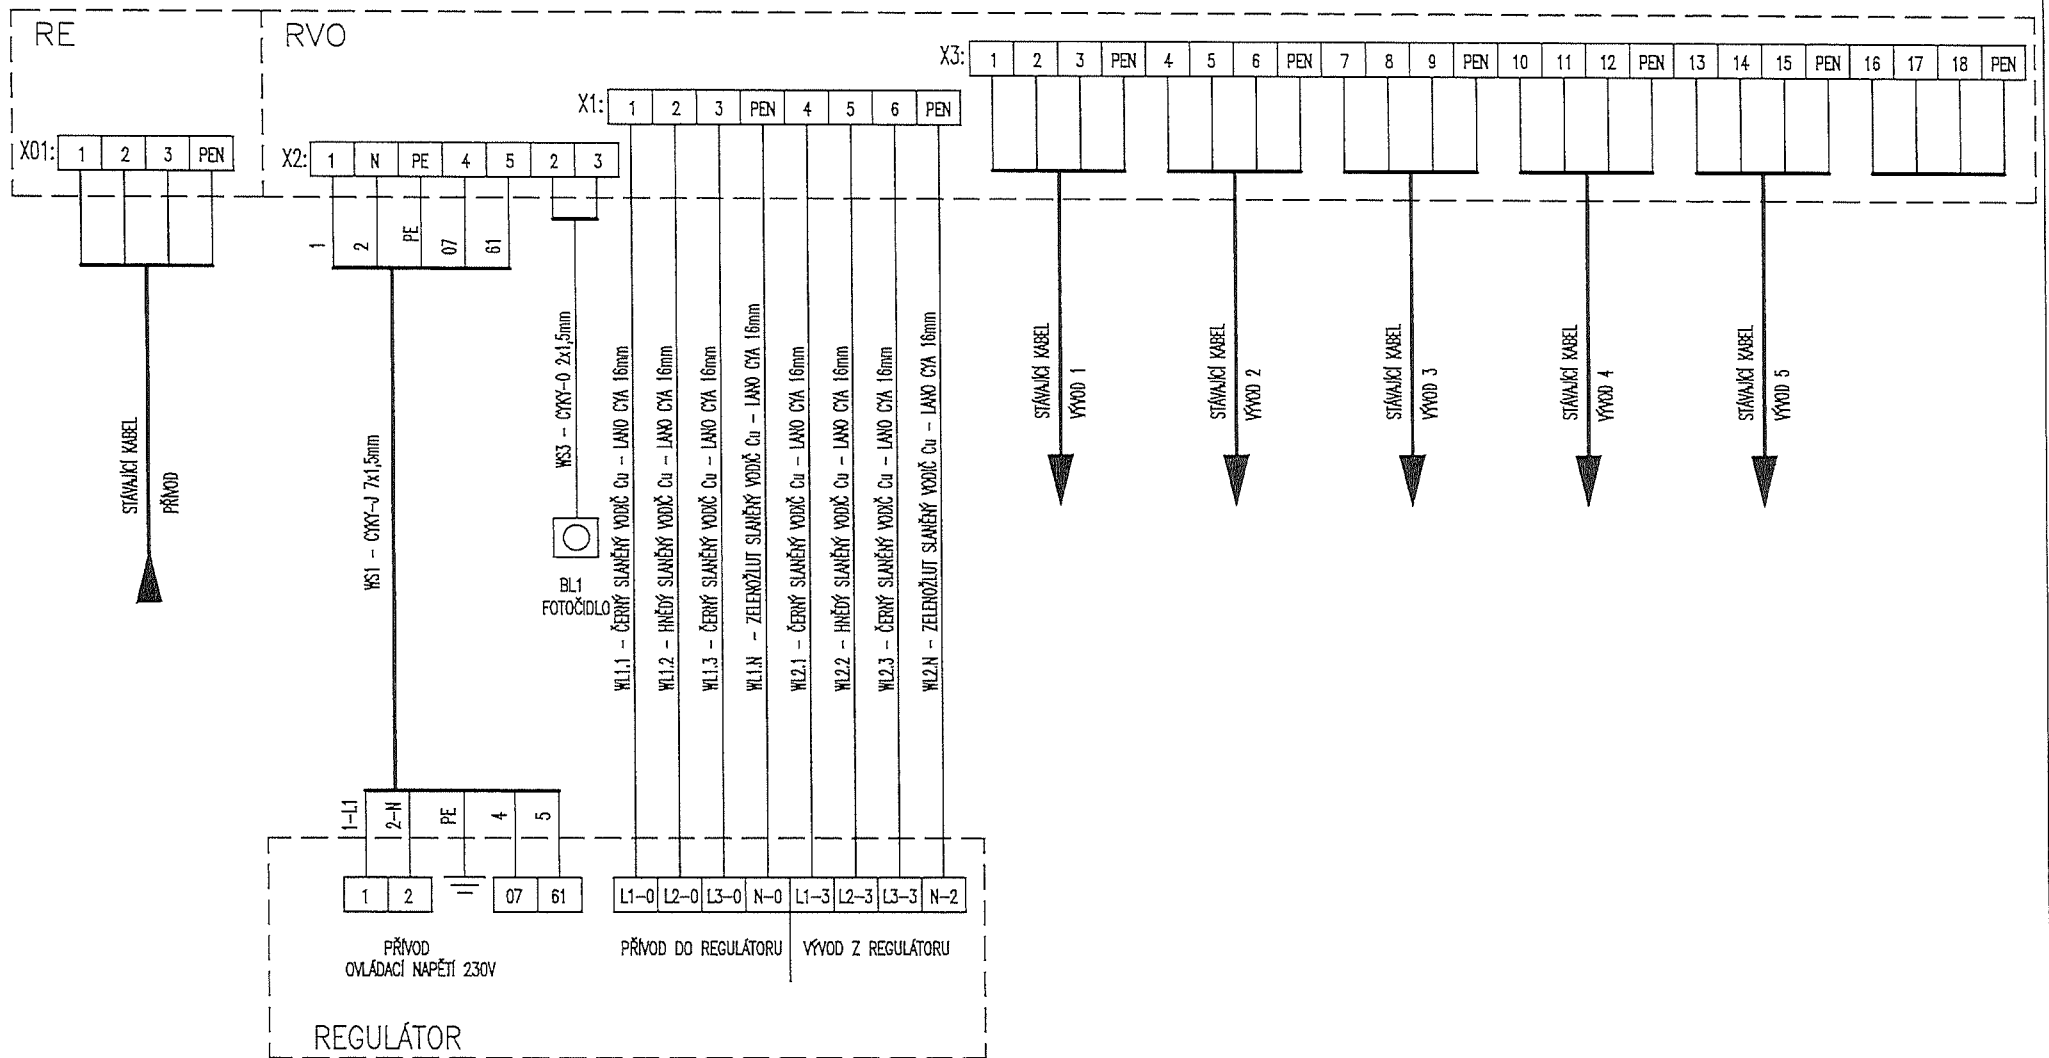 RE
RVO
X3: 1 2 3 PEN 4 5 6 PEN 7 8 9 PEN 10 11 12 PEN 13 14 15 PEN 16 17 18 PEN
X1: 1 2 3 PEN 4 5 6 PEN
X01: 1 2 3 PEN
X2: 1 N PE 4 5 2 3
1 2 PE 07 61
STÁVAJÍCÍ KABEL
PŘÍVOD
WS1 - CYKY-J 7x1,5mm
WS3 - CYKY-O 2x1,5mm
BL1
FOTOČIDLO
WL1.1 - ČERNÝ SLANĚNÝ VODIČ Cu - LANO CYA 16mm
WL1.2 - HNĚDÝ SLANĚNÝ VODIČ Cu - LANO CYA 16mm
WL1.3 - ČERNÝ SLANĚNÝ VODIČ Cu - LANO CYA 16mm
WL1.N - ZELENOŽLUT SLANĚNÝ VODIČ Cu - LANO CYA 16mm
WL2.1 - ČERNÝ SLANĚNÝ VODIČ Cu - LANO CYA 16mm
WL2.2 - HNĚDÝ SLANĚNÝ VODIČ Cu - LANO CYA 16mm
WL2.3 - ČERNÝ SLANĚNÝ VODIČ Cu - LANO CYA 16mm
WL2.N - ZELENOŽLUT SLANĚNÝ VODIČ Cu - LANO CYA 16mm
STÁVAJÍCÍ KABEL
VÝVOD 1
STÁVAJÍCÍ KABEL
VÝVOD 2
STÁVAJÍCÍ KABEL
VÝVOD 3
STÁVAJÍCÍ KABEL
VÝVOD 4
STÁVAJÍCÍ KABEL
VÝVOD 5
1-L1 2-N PE 4 5
1 2 07 61
L1-0 L2-0 L3-0 N-0 L1-3 L2-3 L3-3 N-2
PŘÍVOD
OVLÁDACÍ NAPĚTÍ 230V
PŘÍVOD DO REGULÁTORU
VÝVOD Z REGULÁTORU
REGULÁTOR